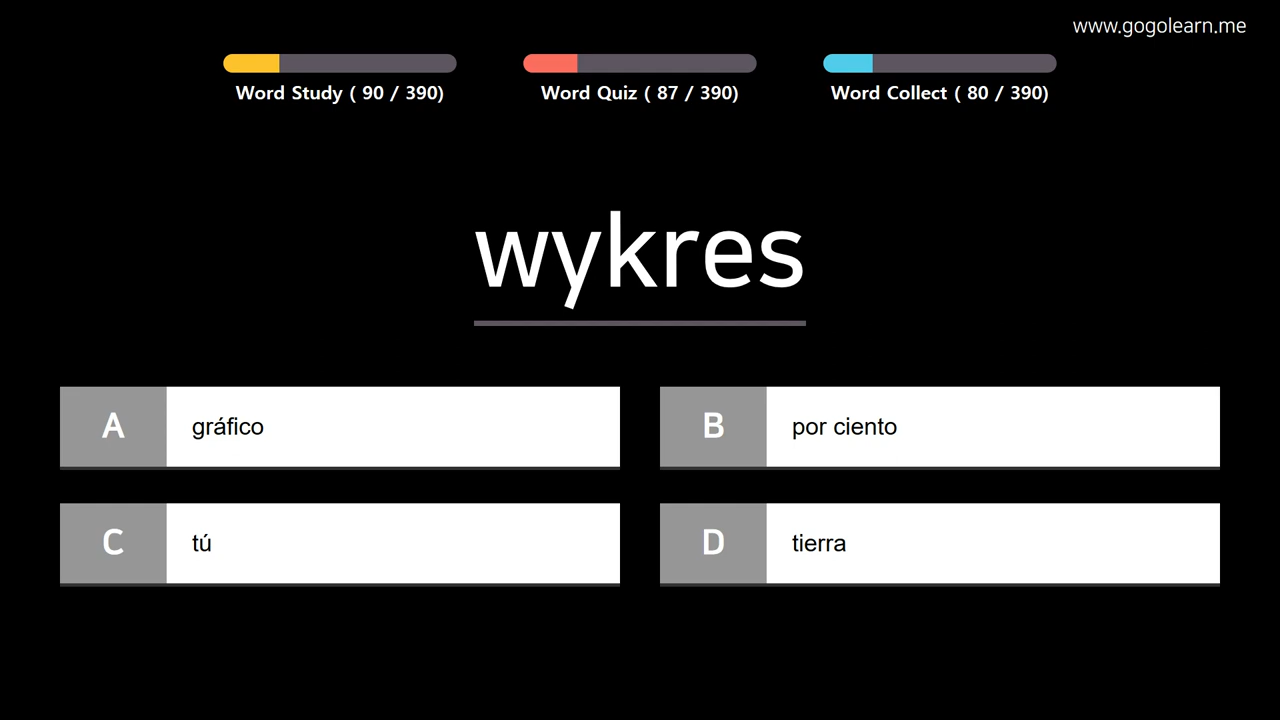 www.gogolearn.me
Word Study ( 90 / 390)
Word Quiz ( 87 / 390)
Word Collect ( 80 / 390)
wykres
A gráfico
B por ciento
C tú
D tierra